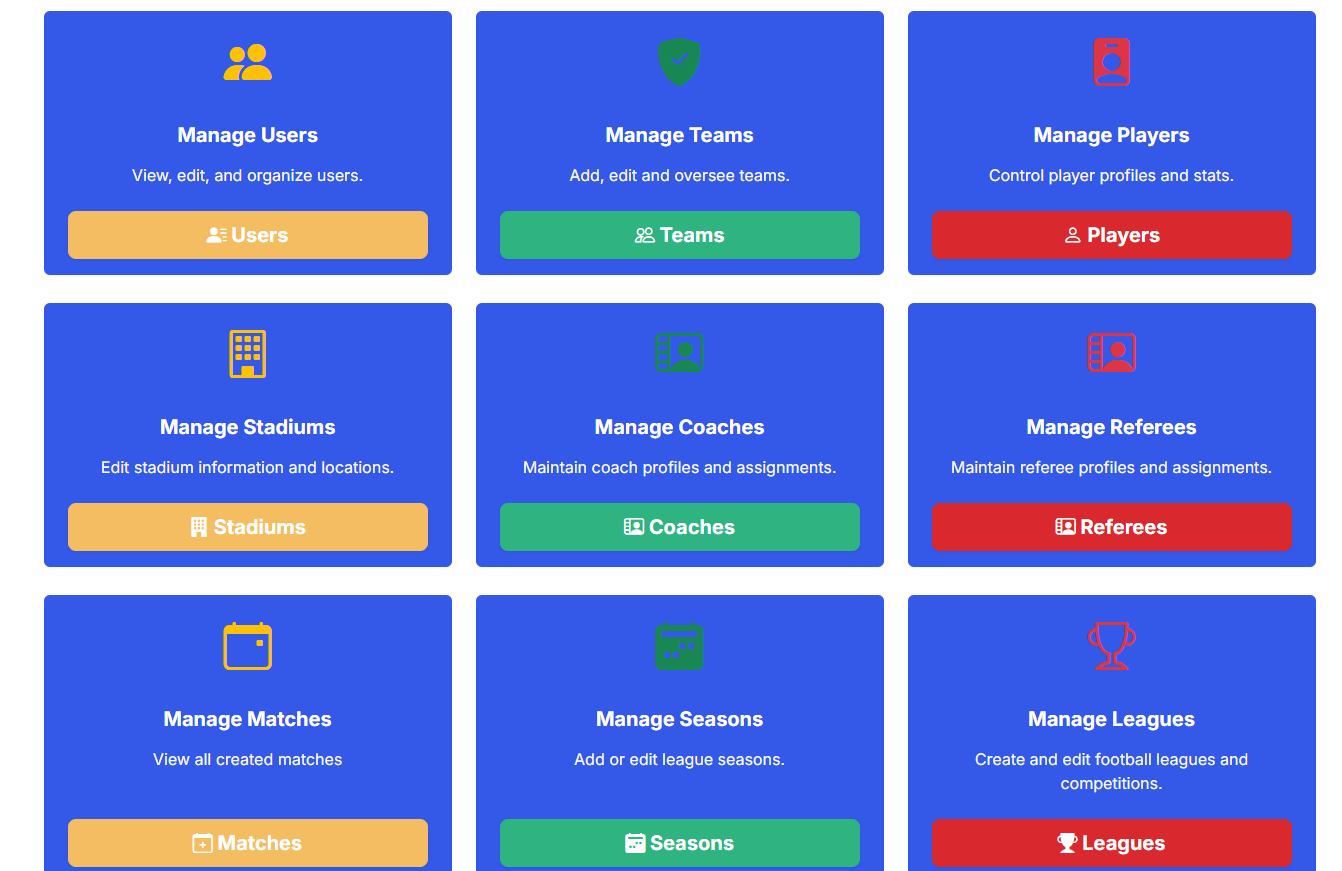 Manage Users
View, edit, and organize users.
Users
Manage Teams
Add, edit and oversee teams.
Teams
Manage Players
Control player profiles and stats.
Players
Manage Stadiums
Edit stadium information and locations.
Stadiums
Manage Coaches
Maintain coach profiles and assignments.
Coaches
Manage Referees
Maintain referee profiles and assignments.
Referees
Manage Matches
View all created matches
Matches
Manage Seasons
Add or edit league seasons.
Seasons
Manage Leagues
Create and edit football leagues and
competitions.
Leagues